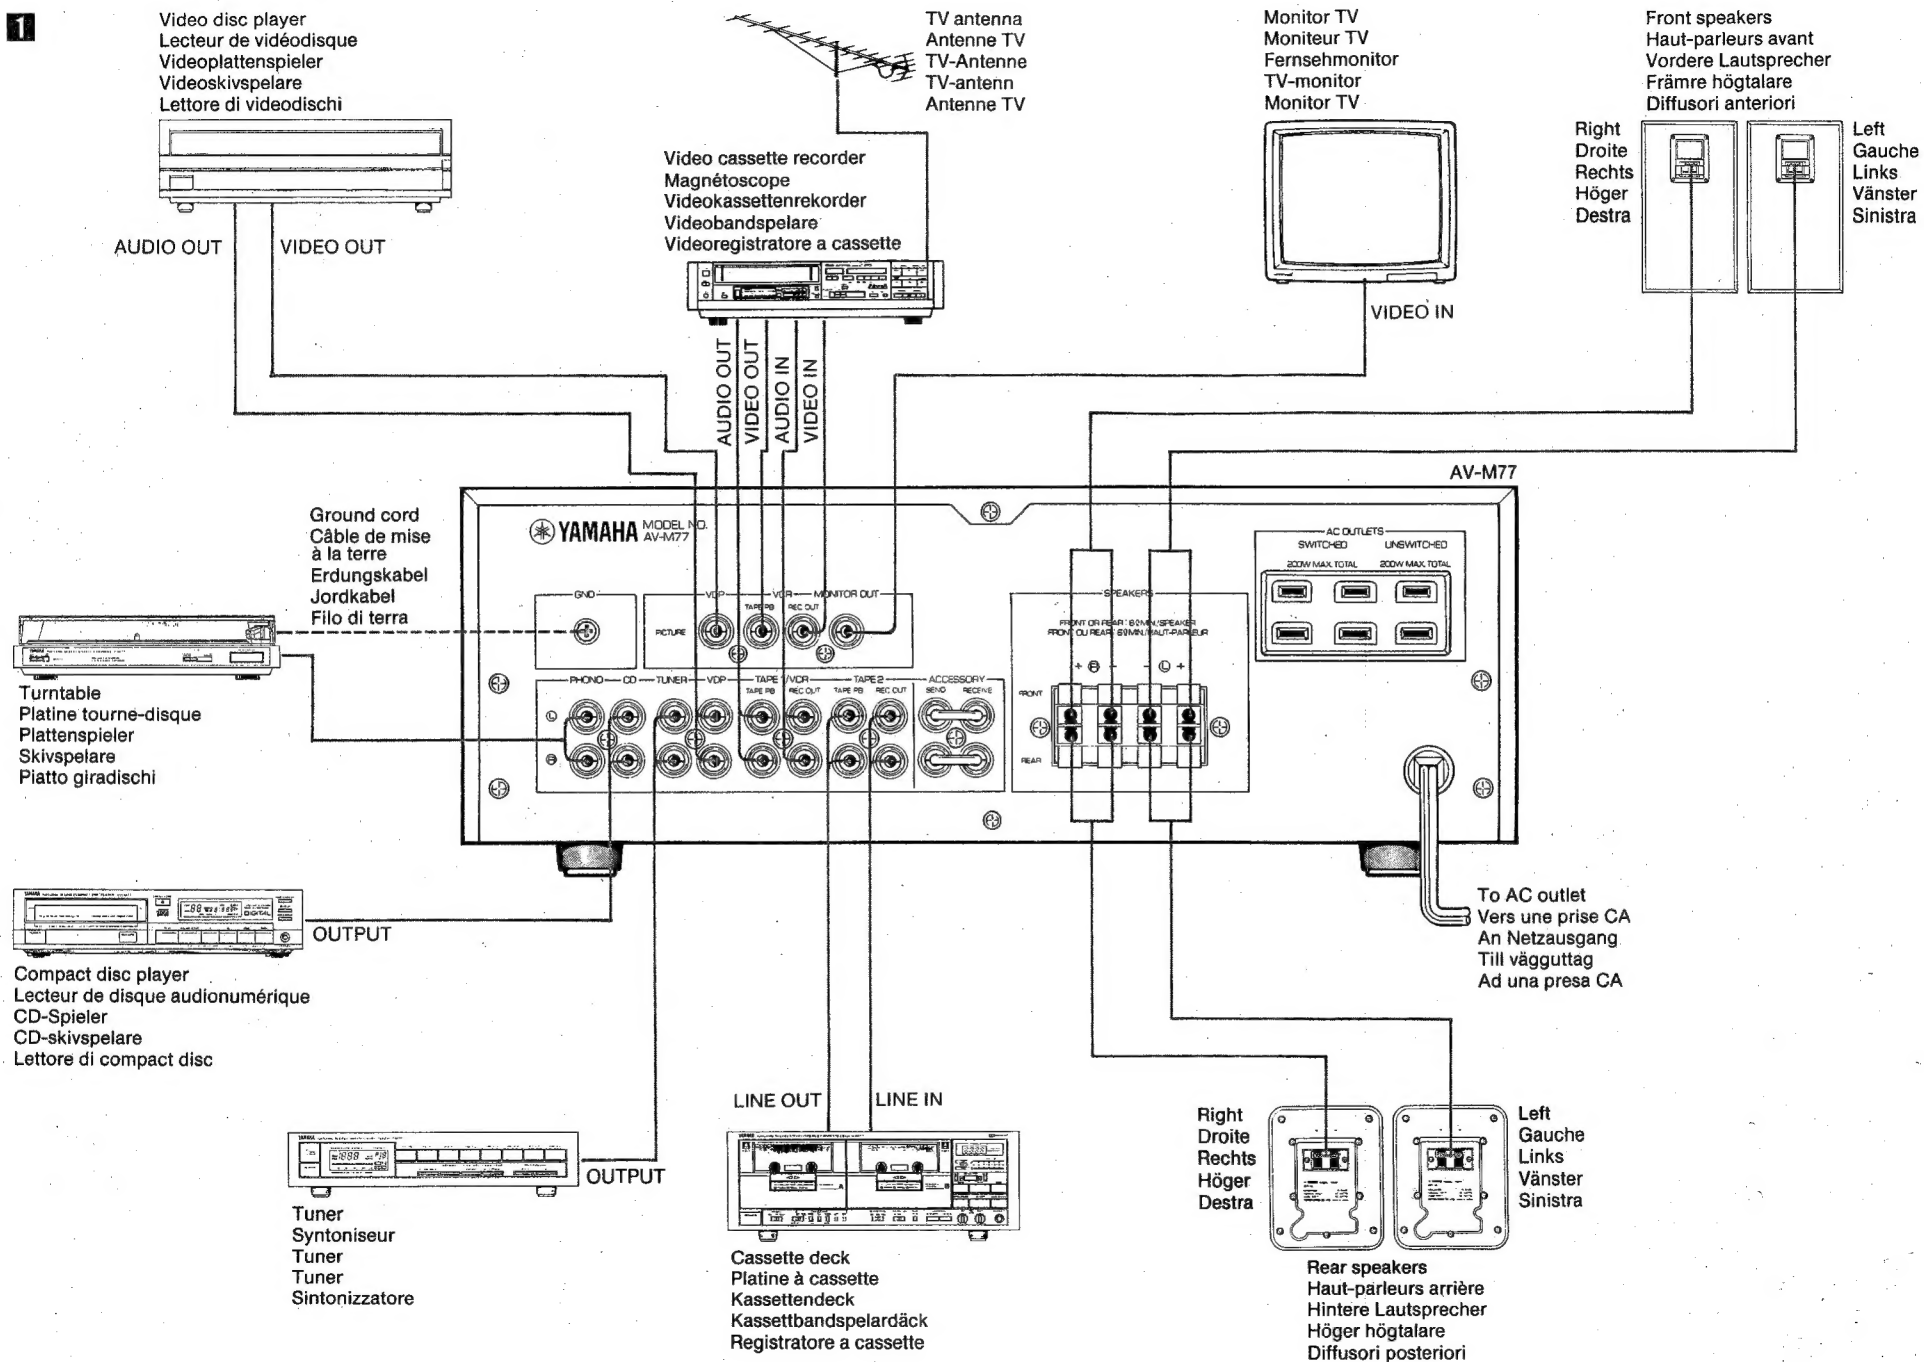 1
Video disc player
Lecteur de vidéodisque
Videoplattenspieler
Videoskivspelare
Lettore di videodischi
TV antenna
Antenne TV
TV-Antenne
TV-antenn
Antenne TV
Monitor TV
Moniteur TV
Fernsehmonitor
TV-monitor
Monitor TV
Front speakers
Haut-parleurs avant
Vordere Lautsprecher
Främre högtalare
Diffusori anteriori
Right
Droite
Rechts
Höger
Destra
Left
Gauche
Links
Vänster
Sinistra
Video cassette recorder
Magnétoscope
Videokassettenrekorder
Videobandspelare
Videoregistratore a cassette
AUDIO OUT
VIDEO OUT
AUDIO OUT
VIDEO OUT
AUDIO IN
VIDEO IN
VIDEO IN
AV-M77
Ground cord
Câble de mise
à la terre
Erdungskabel
Jordkabel
Filo di terra
YAMAHA
MODEL NO.
AV-M77
AC OUTLETS
SWITCHED UNSWITCHED
200W MAX. TOTAL 200W MAX. TOTAL
GND
VDP VCR MONITOR OUT
TAPE PB REC OUT
PICTURE
SPEAKERS
FRONT OR REAR: 6ΩMIN./SPEAKER
FRONT OU REAR: 6ΩMIN./HAUT-PARLEUR
+ R - - L +
FRONT
REAR
PHONO CD TUNER VDP TAPE 1/VCR TAPE 2 ACCESSORY
TAPE PB REC OUT TAPE PB REC OUT SEND RECEIVE
L
R
Turntable
Platine tourne-disque
Plattenspieler
Skivspelare
Piatto giradischi
OUTPUT
Compact disc player
Lecteur de disque audionumérique
CD-Spieler
CD-skivspelare
Lettore di compact disc
To AC outlet
Vers une prise CA
An Netzausgang
Till vägguttag
Ad una presa CA
OUTPUT
Tuner
Syntoniseur
Tuner
Tuner
Sintonizzatore
LINE OUT
LINE IN
Cassette deck
Platine à cassette
Kassettendeck
Kassettbandspelardäck
Registratore a cassette
Right
Droite
Rechts
Höger
Destra
Left
Gauche
Links
Vänster
Sinistra
Rear speakers
Haut-parleurs arrière
Hintere Lautsprecher
Höger högtalare
Diffusori posteriori